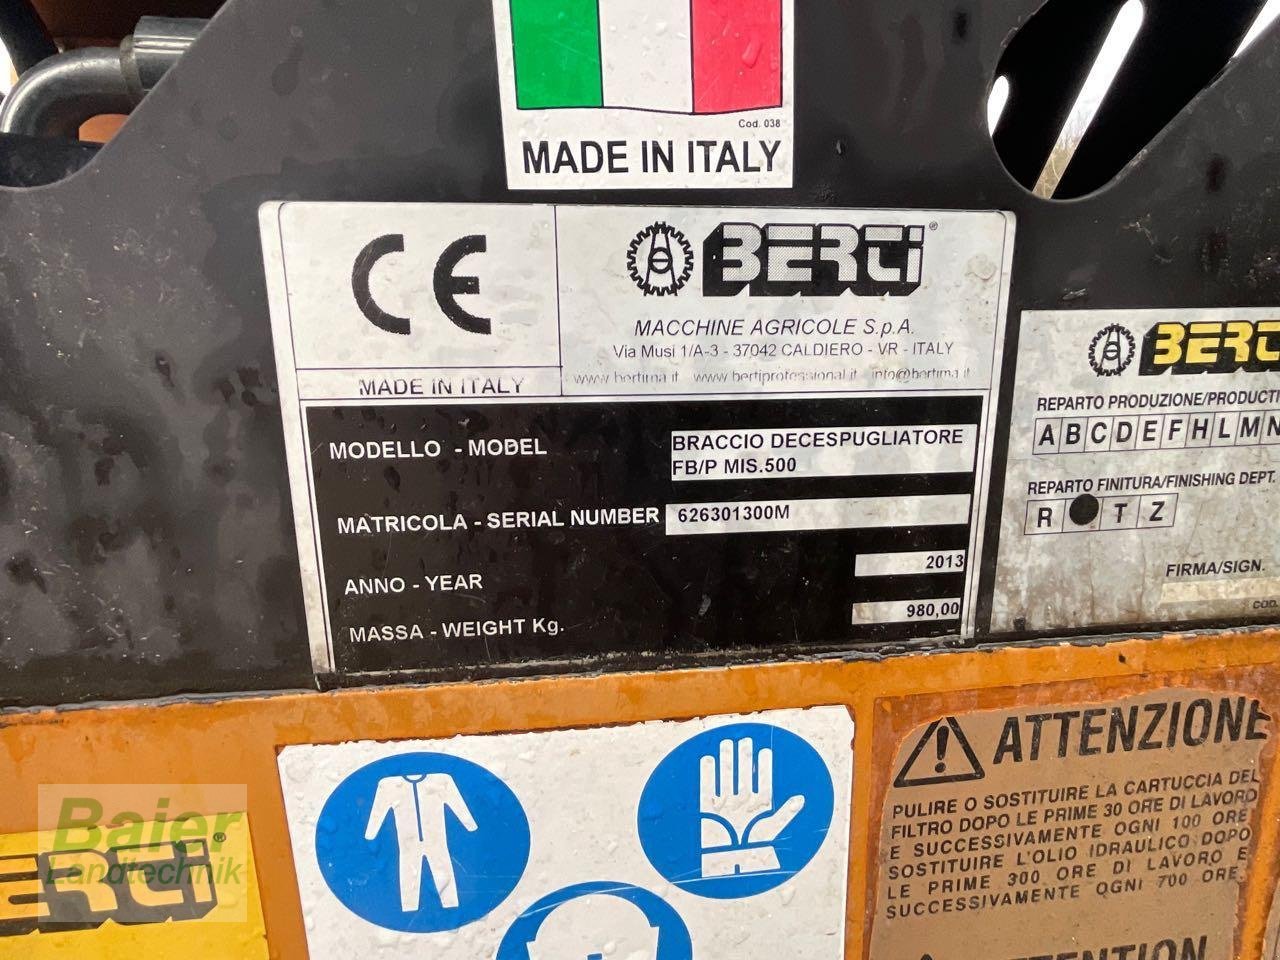 Cod. 038
MADE IN ITALY
CE
BERTI®
MACCHINE AGRICOLE S.p.A.
Via Musi 1/A-3 - 37042 CALDIERO - VR - ITALY
MADE IN ITALY
www.bertima.it www.bertiprofessional.it info@bertima.it
MODELLO - MODEL
BRACCIO DECESPUGLIATORE
FB/P MIS.500
MATRICOLA - SERIAL NUMBER
626301300M
ANNO - YEAR
2013
MASSA - WEIGHT Kg.
980,00
BERT
REPARTO PRODUZIONE/PRODUCTI
A B C D E F H L M N
REPARTO FINITURA/FINISHING DEPT.
R T Z
FIRMA/SIGN.
COD.
ATTENZIONE
PULIRE O SOSTITUIRE LA CARTUCCIA DEL
FILTRO DOPO LE PRIME 30 ORE DI LAVORO
E SUCCESSIVAMENTE OGNI 100 ORE
SOSTITUIRE L'OLIO IDRAULICO DOPO
LE PRIME 300 ORE DI LAVORO E
SUCCESSIVAMENTE OGNI 700 ORE.
ATTENTION
BERTI®
Baier
Landtechnik